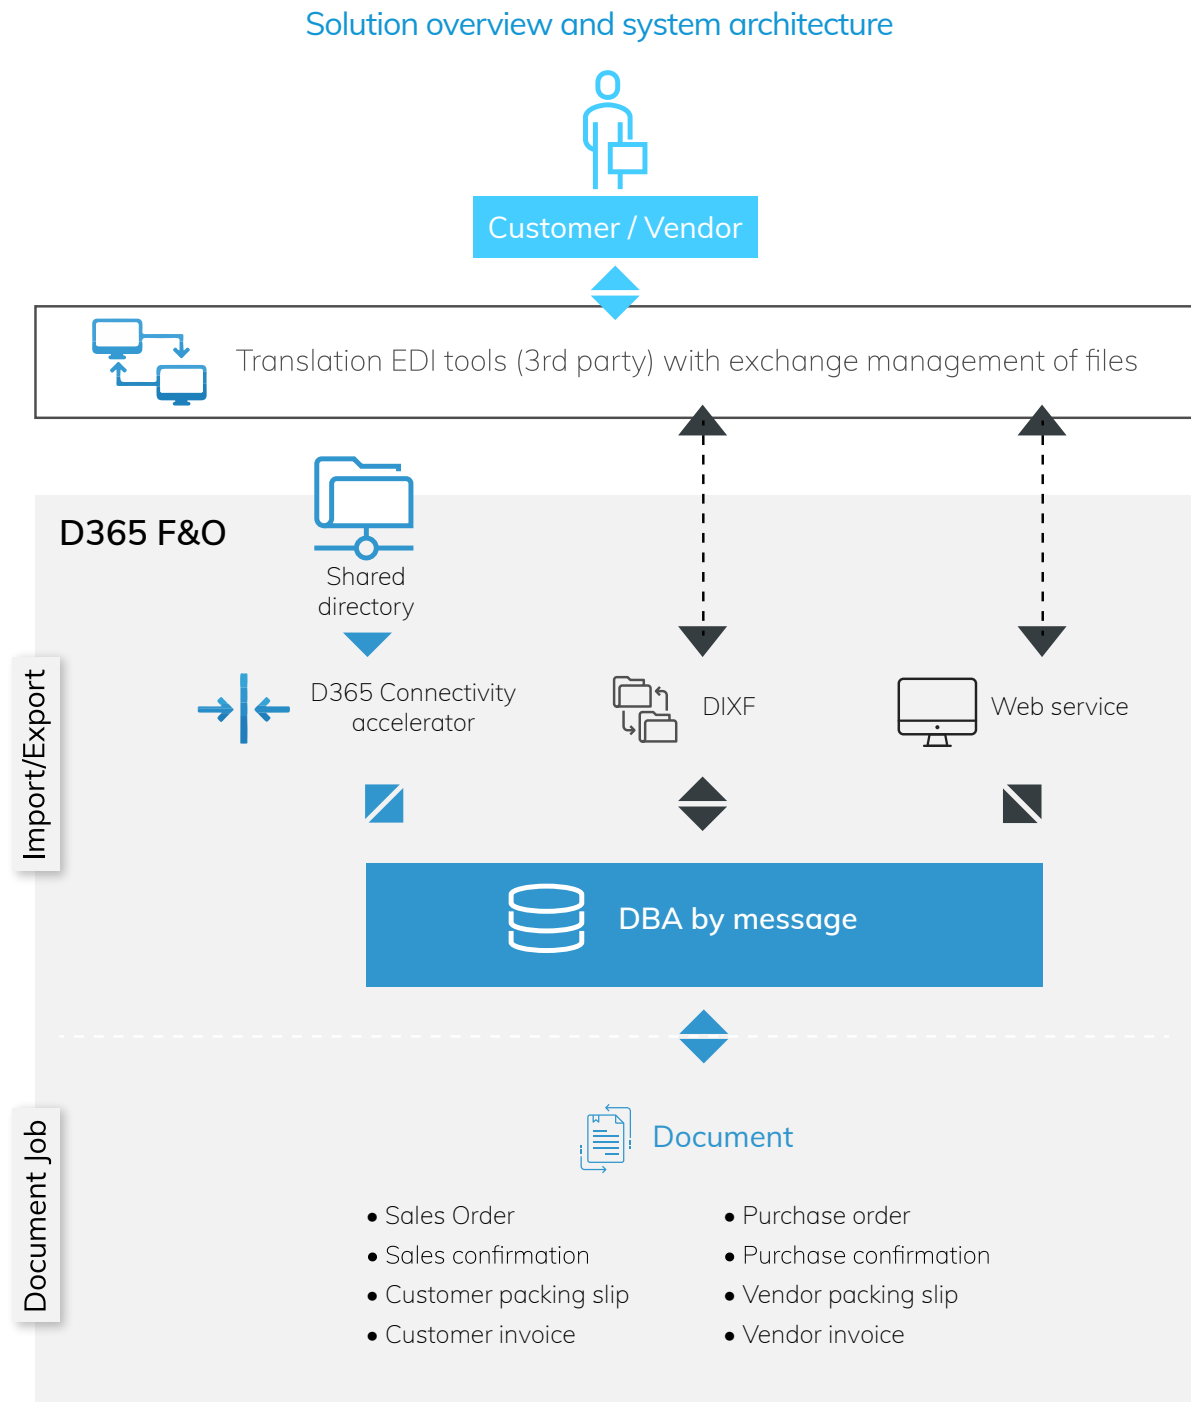 Solution overview and system architecture
Customer / Vendor
Translation EDI tools (3rd party) with exchange management of files
D365 F&O
Shared
directory
Import/Export
D365 Connectivity
accelerator
DIXF
Web service
DBA by message
Document Job
Document
• Sales Order
• Sales confirmation
• Customer packing slip
• Customer invoice
• Purchase order
• Purchase confirmation
• Vendor packing slip
• Vendor invoice